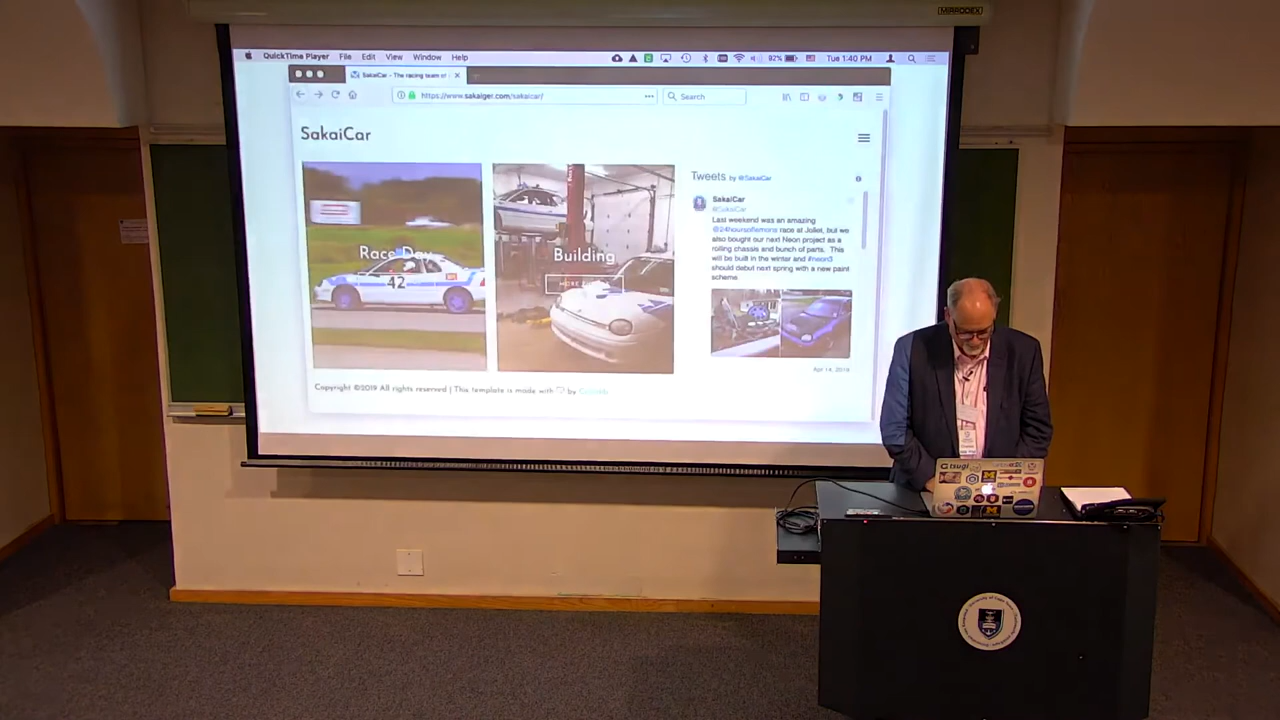 QuickTime Player File Edit View Window Help
92% Tue 1:40 PM
SakaiCar - The racing team of
https://www.sakaiger.com/sakaicar/
Search
SakaiCar
Race Day
42
Building
Tweets by @SakaiCar
SakaiCar
@SakaiCar
Last weekend was an amazing
@24hoursoflemons race at Joliet, but we
also bought our next Neon project as a
rolling chassis and bunch of parts. This
will be built in the winter and #neon3
should debut next spring with a new paint
scheme
Apr 14, 2019
Copyright ©2019 All rights reserved | This template is made with ♡ by Colorlib
tsugi
M
M